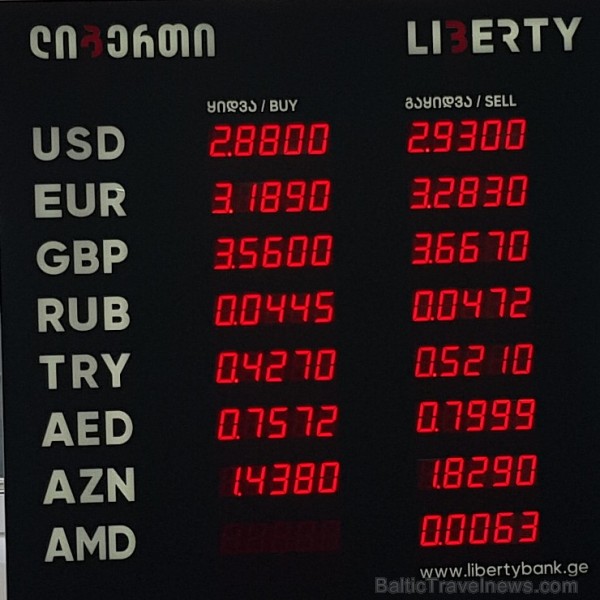 ლიბერთი LIBERTY
ყიდვა / BUY გაყიდვა / SELL
USD 2.8800 2.9300
EUR 3.1890 3.2830
GBP 3.5600 3.6670
RUB 0.0445 0.0472
TRY 0.4270 0.5210
AED 0.7572 0.7999
AZN 1.4380 1.8290
AMD 0.0063
www.libertybank.ge
BalticTravelnews.com